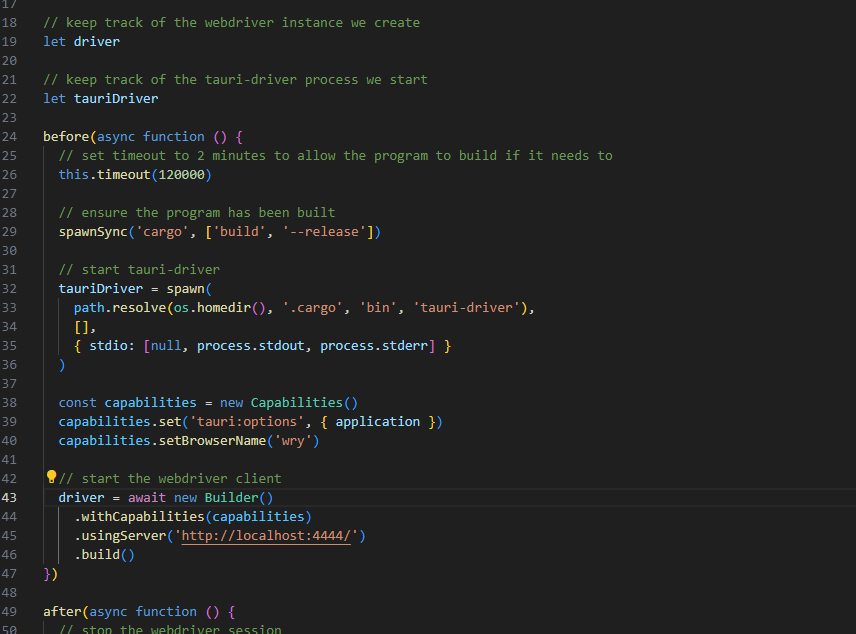 17
18 // keep track of the webdriver instance we create
19 let driver
20
21 // keep track of the tauri-driver process we start
22 let tauriDriver
23
24 before(async function () {
25 // set timeout to 2 minutes to allow the program to build if it needs to
26 this.timeout(120000)
27
28 // ensure the program has been built
29 spawnSync('cargo', ['build', '--release'])
30
31 // start tauri-driver
32 tauriDriver = spawn(
33 path.resolve(os.homedir(), '.cargo', 'bin', 'tauri-driver'),
34 [],
35 { stdio: [null, process.stdout, process.stderr] }
36 )
37
38 const capabilities = new Capabilities()
39 capabilities.set('tauri:options', { application })
40 capabilities.setBrowserName('wry')
41
42 // start the webdriver client
43 driver = await new Builder()
44 .withCapabilities(capabilities)
45 .usingServer('http://localhost:4444/')
46 .build()
47 })
48
49 after(async function () {
50 // stop the webdriver session